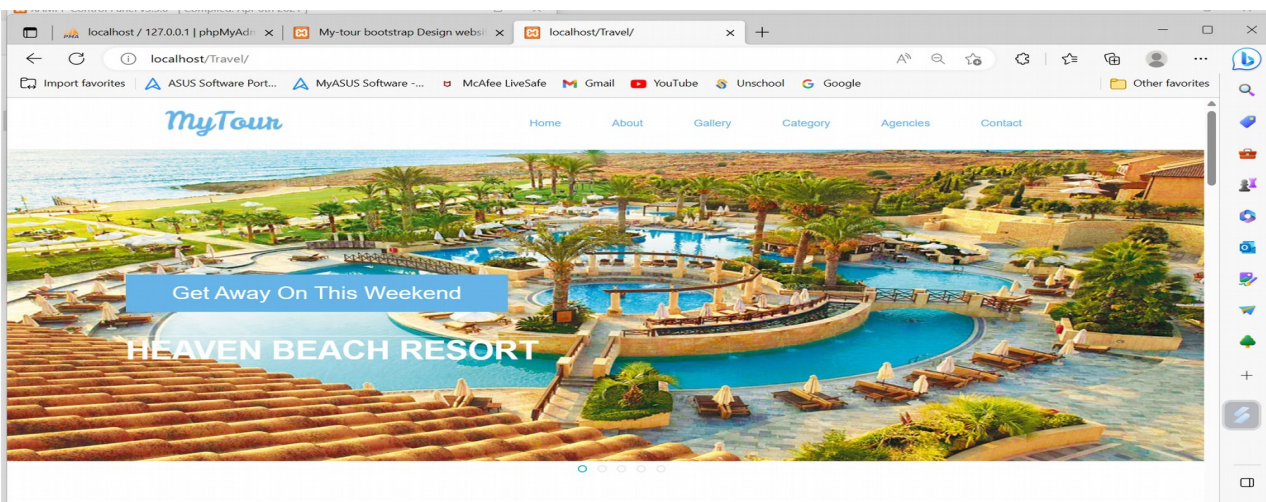 localhost / 127.0.0.1 | phpMyAdn
My-tour bootstrap Design websit
localhost/Travel/
localhost/Travel/
Import favorites
ASUS Software Port...
MyASUS Software -...
McAfee LiveSafe
Gmail
YouTube
Unschool
Google
Other favorites
MyTour
Home
About
Gallery
Category
Agencies
Contact
Get Away On This Weekend
HEAVEN BEACH RESORT